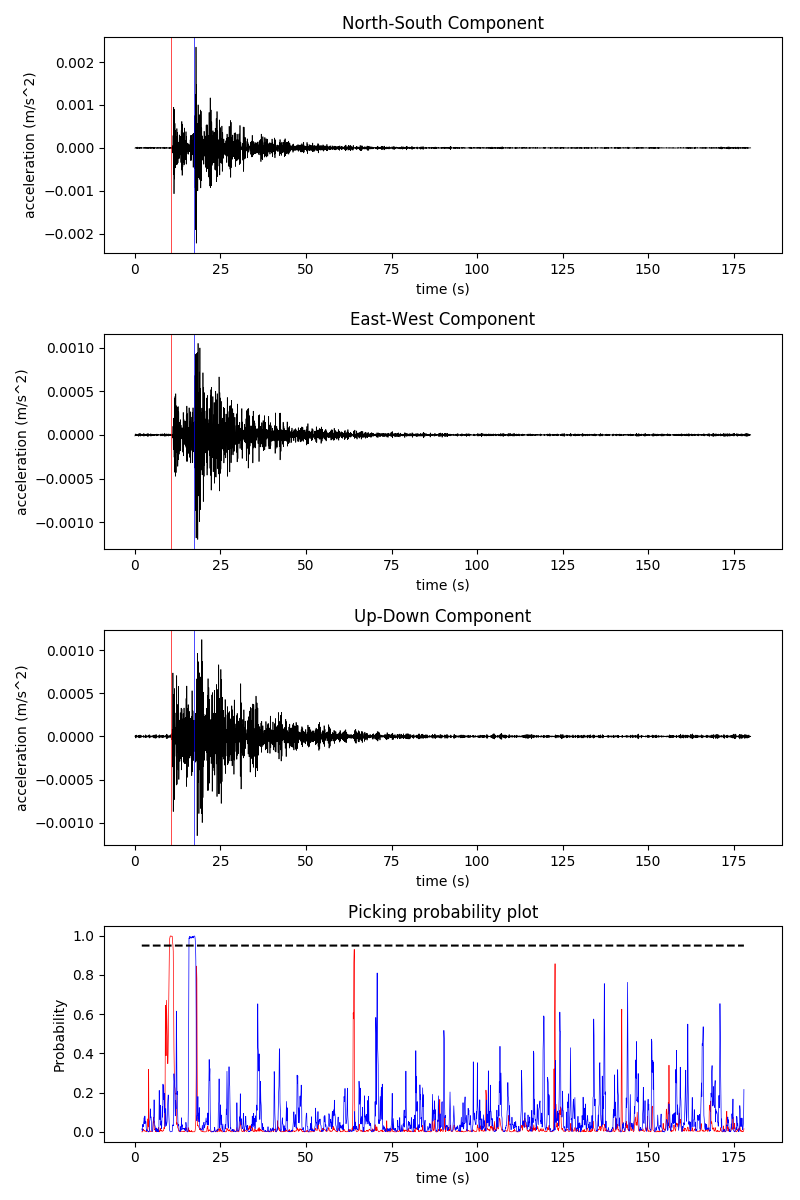 North-South Component
0.002
0.001
0.000
−0.001
−0.002
acceleration (m/s^2)
0 25 50 75 100 125 150 175
time (s)
East-West Component
0.0010
0.0005
0.0000
−0.0005
−0.0010
acceleration (m/s^2)
0 25 50 75 100 125 150 175
time (s)
Up-Down Component
0.0010
0.0005
0.0000
−0.0005
−0.0010
acceleration (m/s^2)
0 25 50 75 100 125 150 175
time (s)
Picking probability plot
1.0
0.8
0.6
0.4
0.2
0.0
Probability
0 25 50 75 100 125 150 175
time (s)